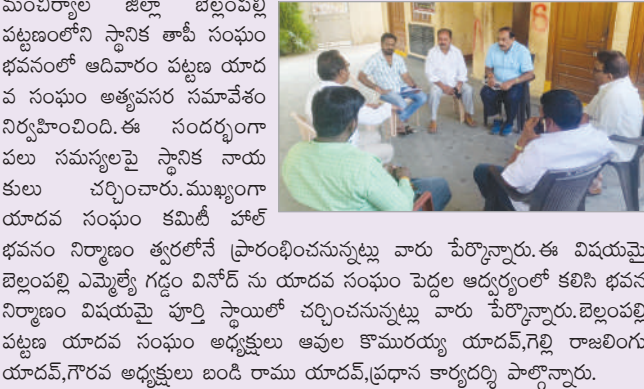 మంచిర్యాల జిల్లా బెల్లంపల్లి
పట్టణంలోని స్థానిక తాపీ సంఘం
భవనంలో ఆదివారం పట్టణ యాద
వ సంఘం అత్యవసర సమావేశం
నిర్వహించింది.ఈ సందర్భంగా
పలు సమస్యలపై స్థానిక నాయ
కులు చర్చించారు.ముఖ్యంగా
యాదవ సంఘం కమిటీ హాల్
భవనం నిర్మాణం త్వరలోనే ప్రారంభించనున్నట్లు వారు పేర్కొన్నారు.ఈ విషయమై
బెల్లంపల్లి ఎమ్మెల్యే గడ్డం వినోద్ ను యాదవ సంఘం పెద్దల ఆధ్వర్యంలో కలిసి భవన
నిర్మాణం విషయమై పూర్తి స్థాయిలో చర్చించనున్నట్లు వారు పేర్కొన్నారు.బెల్లంపల్లి
పట్టణ యాదవ సంఘం అధ్యక్షులు ఆవుల కొమురయ్య యాదవ్,గెల్లి రాజలింగు
యాదవ్,గౌరవ అధ్యక్షులు బండి రాము యాదవ్,ప్రధాన కార్యదర్శి పాల్గొన్నారు.